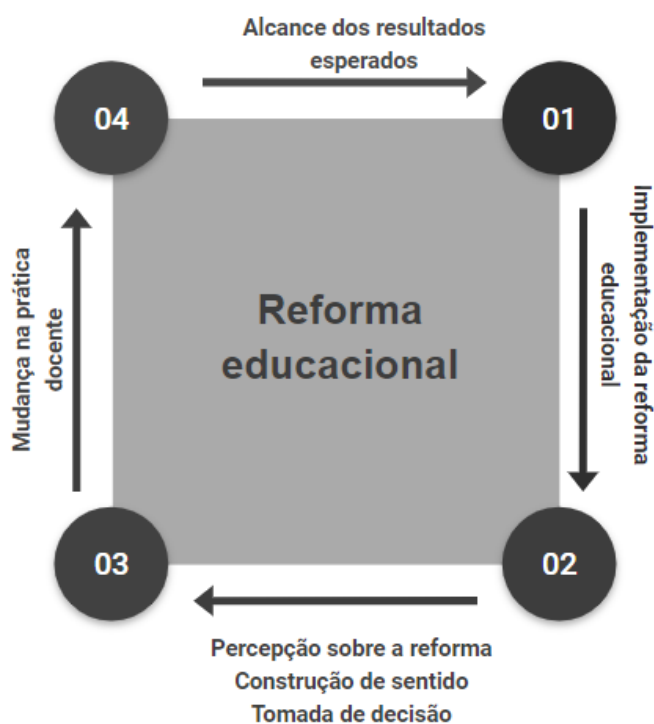 Alcance dos resultados
esperados
04
01
Implementação da reforma
educacional
Reforma
educacional
Mudança na prática
docente
03
02
Percepção sobre a reforma
Construção de sentido
Tomada de decisão